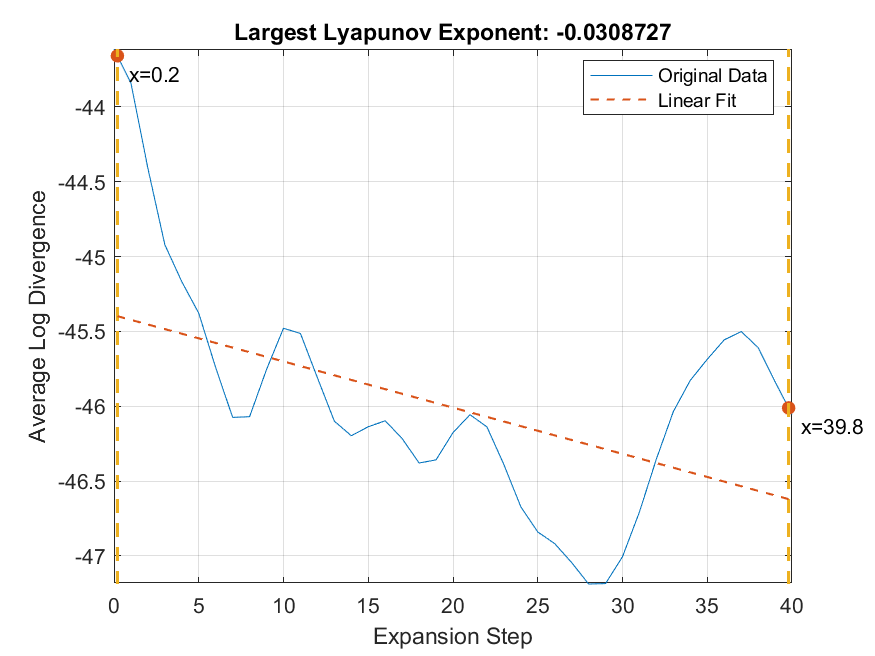 Largest Lyapunov Exponent: -0.0308727
Original Data
Linear Fit
x=0.2
x=39.8
Average Log Divergence
-44
-44.5
-45
-45.5
-46
-46.5
-47
0 5 10 15 20 25 30 35 40
Expansion Step